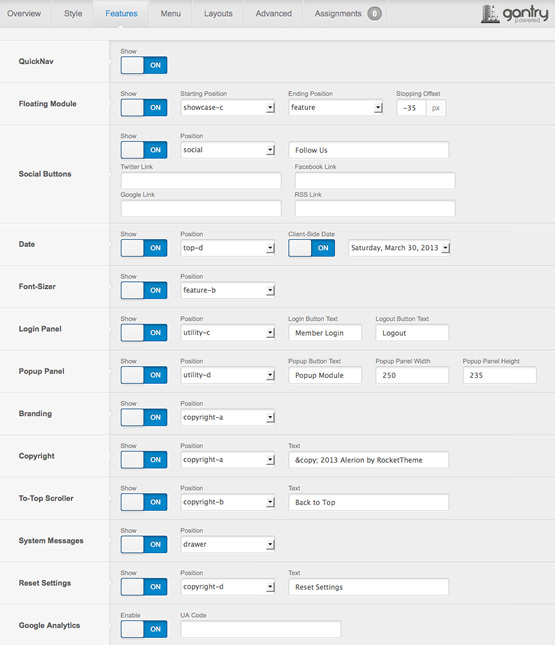 Overview Style Features Menu Layouts Advanced Assignments 0 gantry
powered
QuickNav
Show
ON
Floating Module
Show Starting Position Ending Position Stopping Offset
ON showcase-c feature -35 px
Social Buttons
Show Position
ON social Follow Us
Twitter Link Facebook Link
Google Link RSS Link
Date
Show Position Client-Side Date
ON top-d ON Saturday, March 30, 2013
Font-Sizer
Show Position
ON feature-b
Login Panel
Show Position Login Button Text Logout Button Text
ON utility-c Member Login Logout
Popup Panel
Show Position Popup Button Text Popup Panel Width Popup Panel Height
ON utility-d Popup Module 250 235
Branding
Show Position
ON copyright-a
Copyright
Show Position Text
ON copyright-a &copy; 2013 Alerion by RocketTheme
To-Top Scroller
Show Position Text
ON copyright-b Back to Top
System Messages
Show Position
ON drawer
Reset Settings
Show Position Text
ON copyright-d Reset Settings
Google Analytics
Enable UA Code
ON